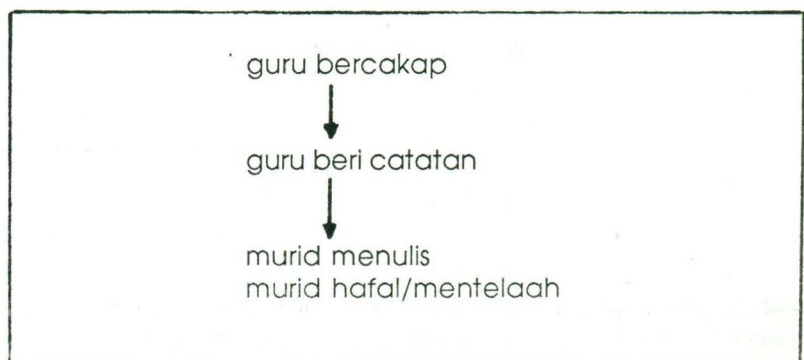 guru bercakap
guru beri catatan
murid menulis
murid hafal/mentelaah